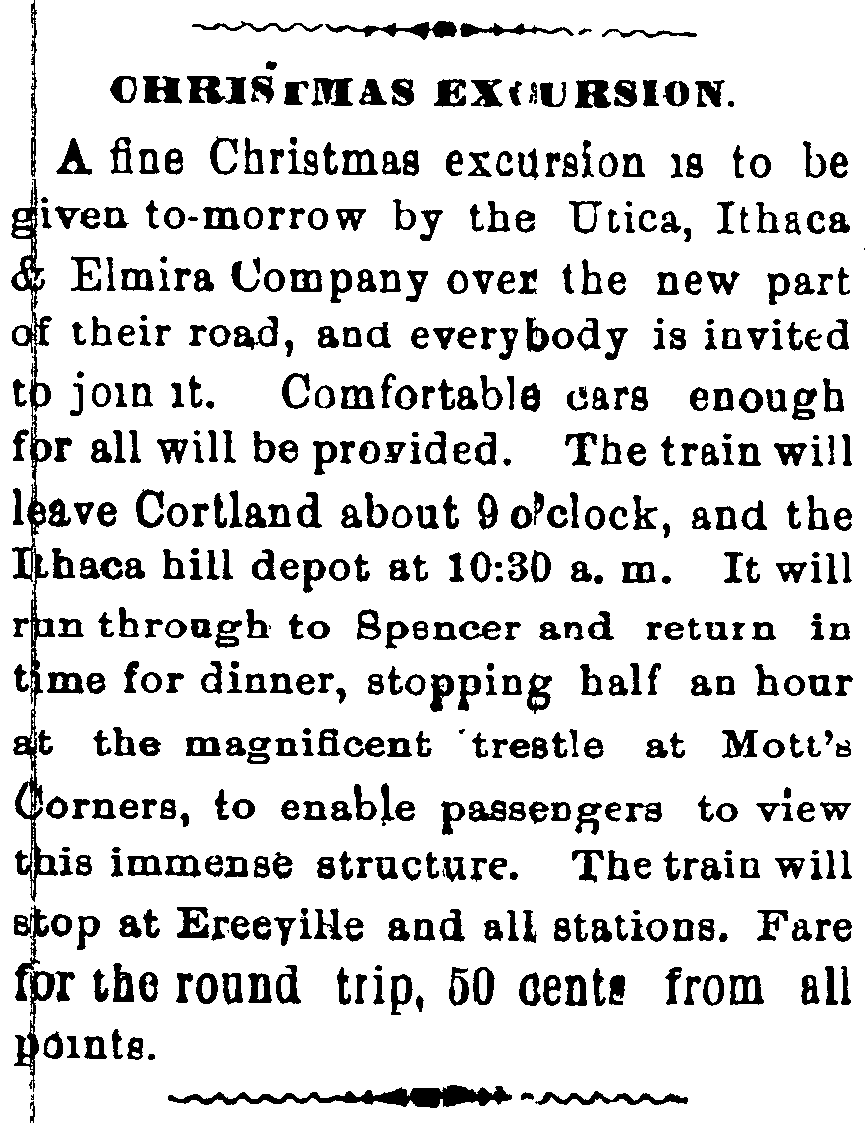 CHRISTMAS EXCURSION.
A fine Christmas excursion is to be
given to-morrow by the Utica, Ithaca
& Elmira Company over the new part
of their road, and everybody is invited
to join it. Comfortable cars enough
for all will be provided. The train will
leave Cortland about 9 o'clock, and the
Ithaca hill depot at 10:30 a. m. It will
run through to Spencer and return in
time for dinner, stopping half an hour
at the magnificent trestle at Mott's
Corners, to enable passengers to view
this immense structure. The train will
stop at Freeville and all stations. Fare
for the round trip, 50 cents from all
points.